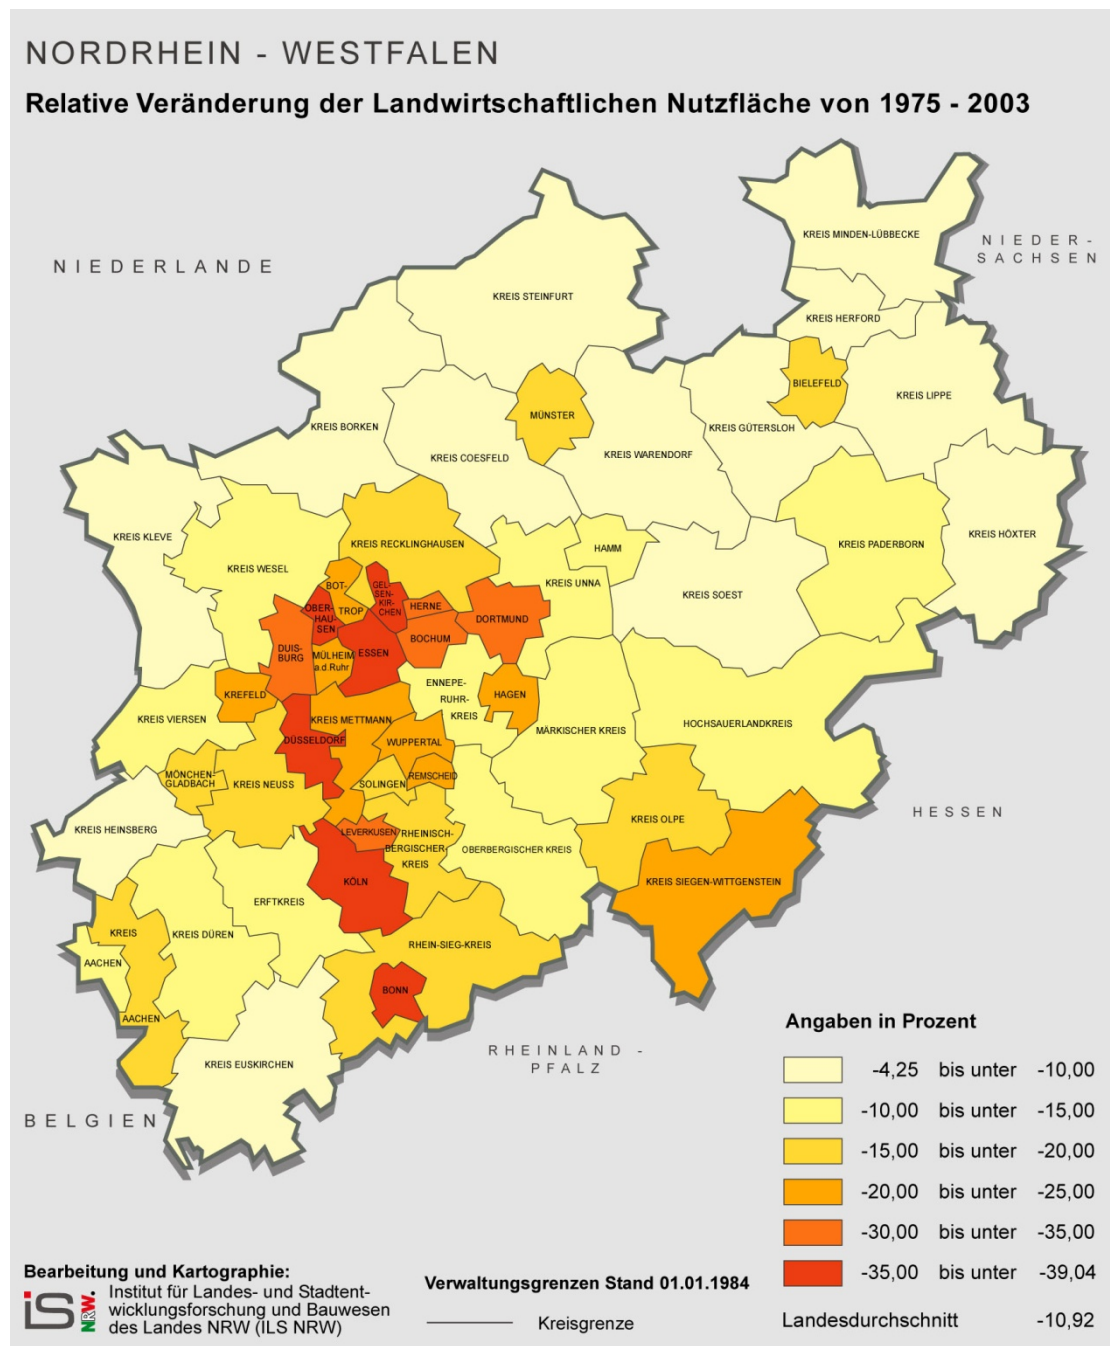 NORDRHEIN - WESTFALEN
Relative Veränderung der Landwirtschaftlichen Nutzfläche von 1975 - 2003
NIEDERLANDE
NIEDER-
SACHSEN
KREIS MINDEN-LÜBBECKE
KREIS STEINFURT
KREIS HERFORD
BIELEFELD
KREIS LIPPE
MÜNSTER
KREIS BORKEN
KREIS GÜTERSLOH
KREIS COESFELD
KREIS WARENDORF
KREIS KLEVE
KREIS RECKLINGHAUSEN
HAMM
KREIS PADERBORN
KREIS HÖXTER
KREIS WESEL
KREIS UNNA
KREIS SOEST
BOT-
TROP
GEL-
SEN-
KIR-
CHEN
OBER-
HAU-
SEN
HERNE
BOCHUM
DORTMUND
DUIS-
BURG
MÜLHEIM
a.d.Ruhr
ESSEN
ENNEPE-
RUHR-
KREIS
HAGEN
KREFELD
KREIS VIERSEN
KREIS METTMANN
DÜSSELDORF
WUPPERTAL
MÄRKISCHER KREIS
HOCHSAUERLANDKREIS
MÖNCHEN-
GLADBACH
KREIS NEUSS
SOLINGEN
REMSCHEID
HESSEN
KREIS HEINSBERG
LEVERKUSEN
RHEINISCH-
BERGISCHER-
KREIS
OBERBERGISCHER KREIS
KREIS OLPE
KÖLN
KREIS SIEGEN-WITTGENSTEIN
ERFTKREIS
KREIS
AACHEN
KREIS DÜREN
AACHEN
RHEIN-SIEG-KREIS
BONN
KREIS EUSKIRCHEN
RHEINLAND -
PFALZ
BELGIEN
Angaben in Prozent
-4,25 bis unter -10,00
-10,00 bis unter -15,00
-15,00 bis unter -20,00
-20,00 bis unter -25,00
-30,00 bis unter -35,00
-35,00 bis unter -39,04
Landesdurchschnitt -10,92
Bearbeitung und Kartographie:
iLS NRW.
Institut für Landes- und Stadtent-
wicklungsforschung und Bauwesen
des Landes NRW (ILS NRW)
Verwaltungsgrenzen Stand 01.01.1984
Kreisgrenze